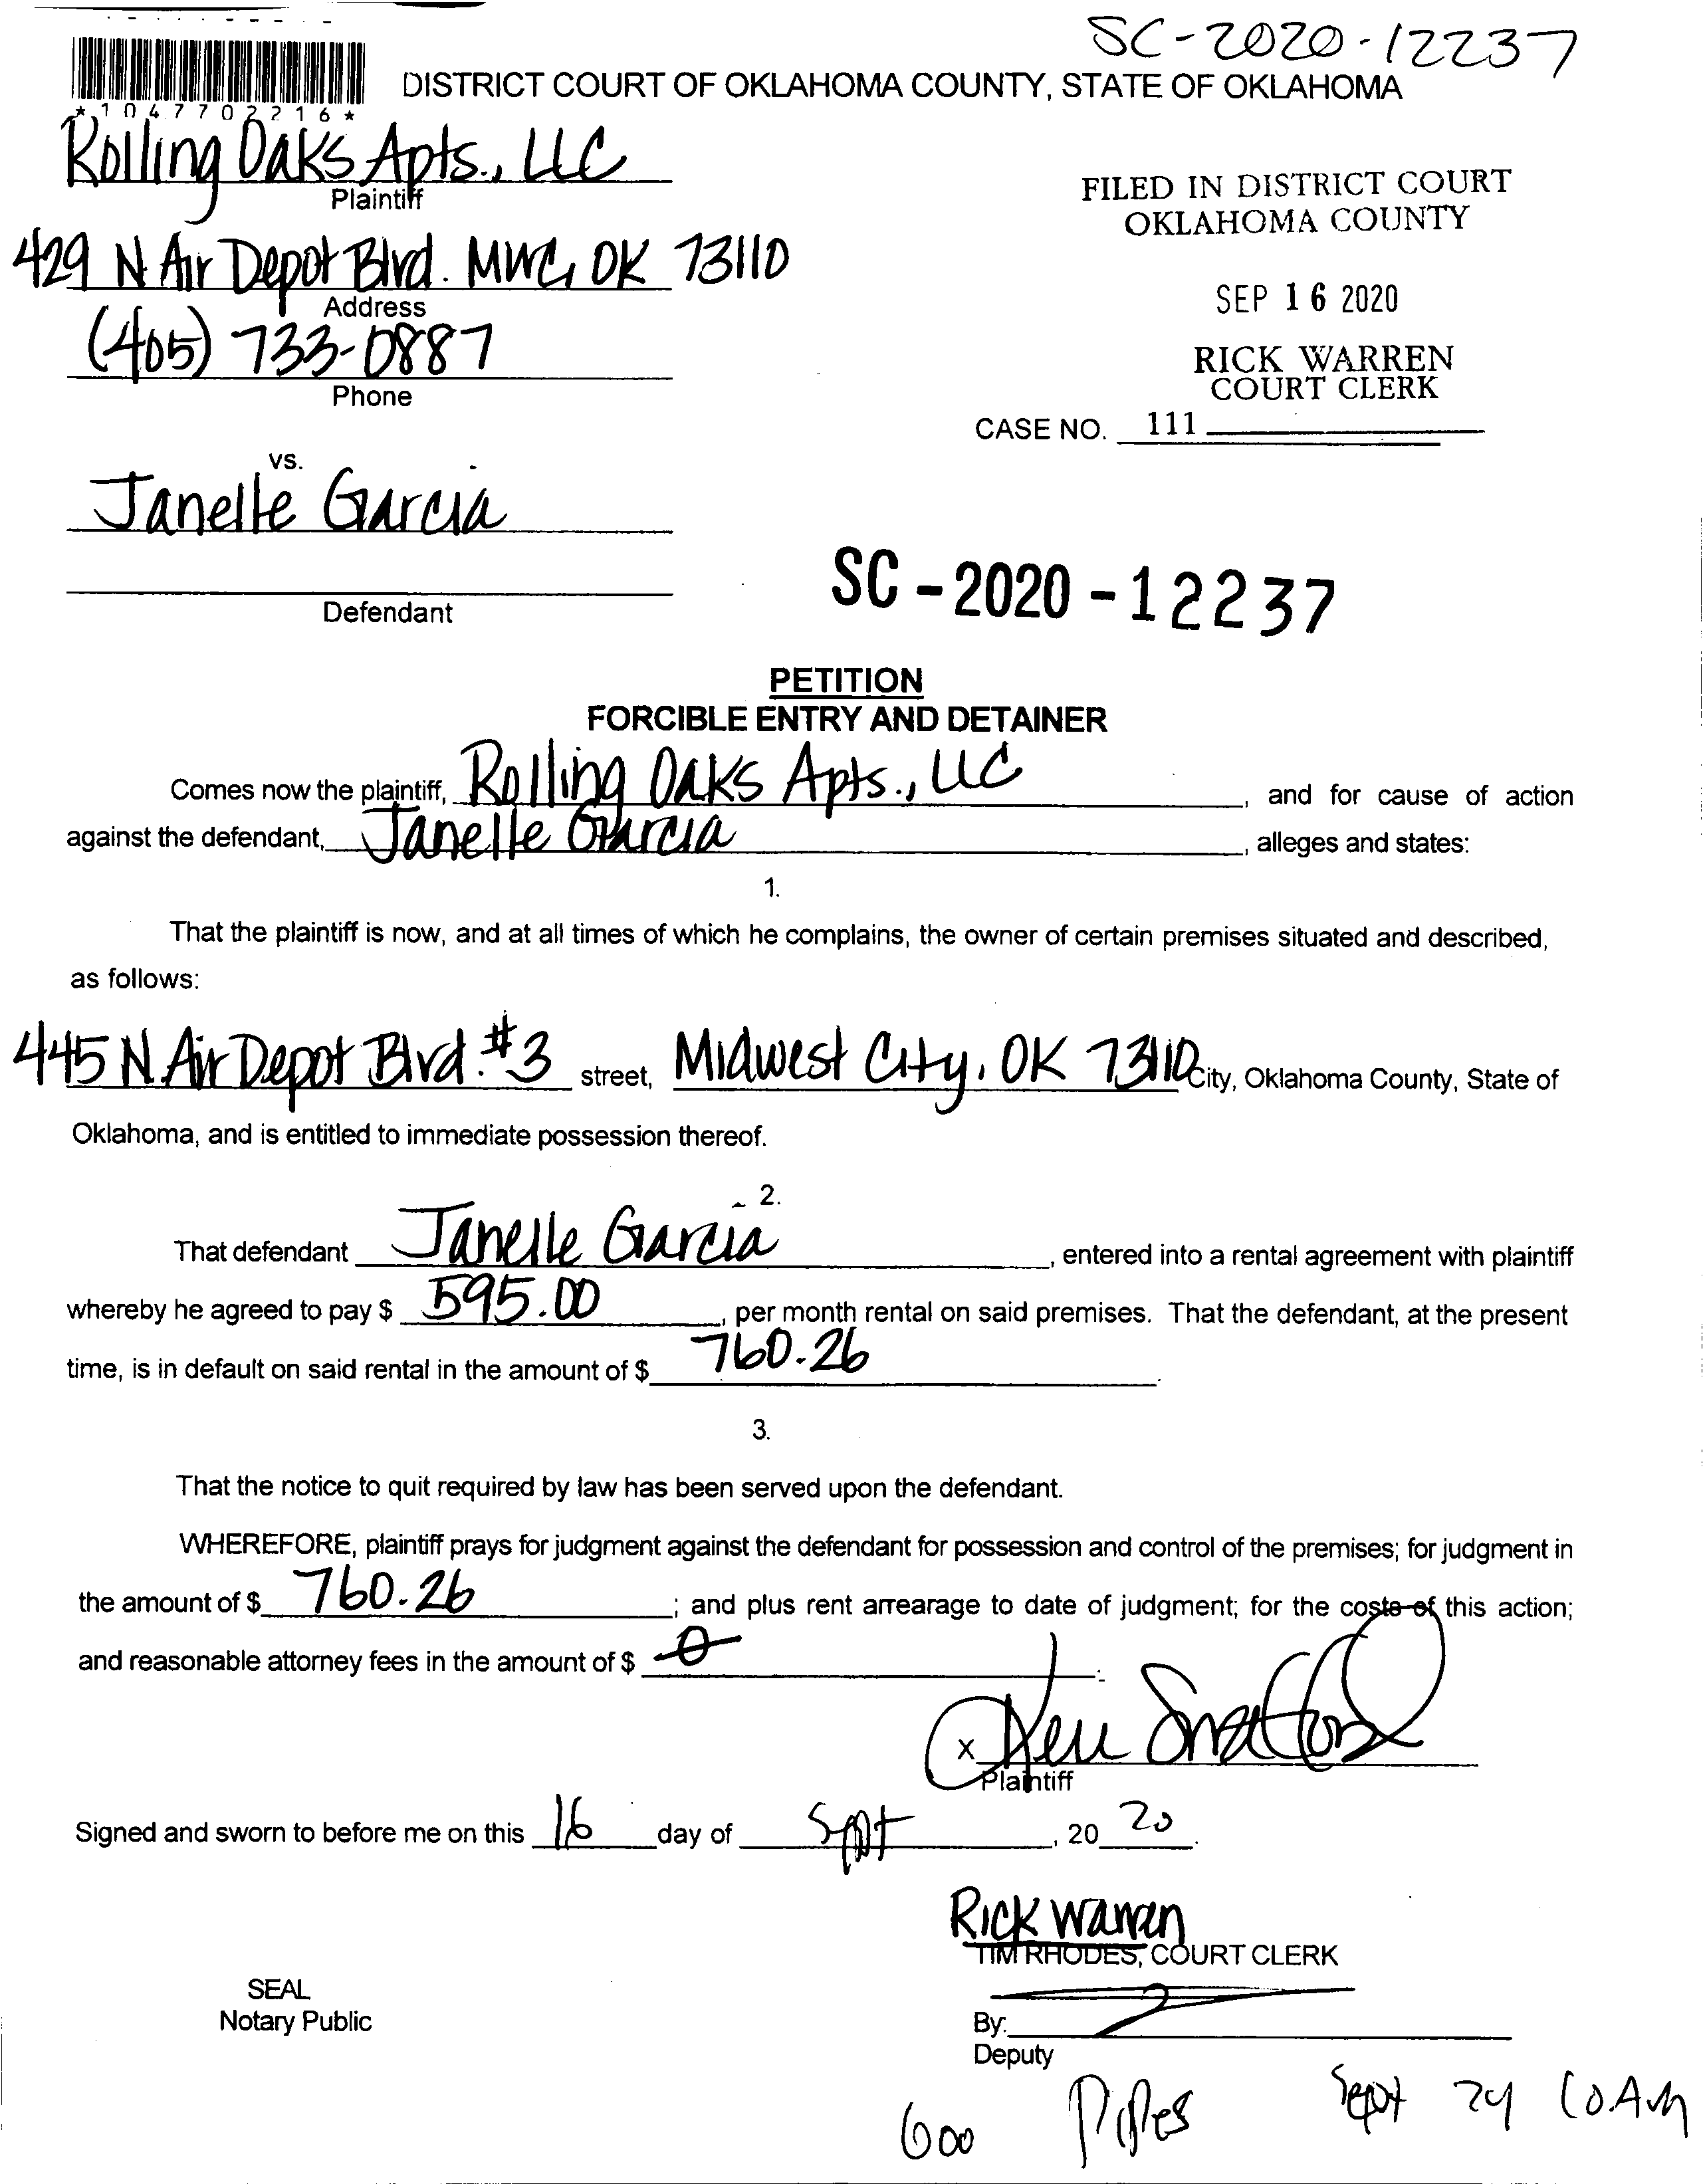 SC-2020-12237
*1047702216*
DISTRICT COURT OF OKLAHOMA COUNTY, STATE OF OKLAHOMA
Rolling Oaks Apts., LLC
Plaintiff
429 N Air Depot Blvd. MWC, OK 73110
Address
(405) 733-0887
Phone
FILED IN DISTRICT COURT
OKLAHOMA COUNTY
SEP 16 2020
RICK WARREN
COURT CLERK
CASE NO. 111
vs.
Janelle Garcia
Defendant
SC-2020-12237
PETITION
FORCIBLE ENTRY AND DETAINER
Comes now the plaintiff, Rolling Oaks Apts., LLC, and for cause of action
against the defendant, Janelle Garcia, alleges and states:
1.
That the plaintiff is now, and at all times of which he complains, the owner of certain premises situated and described,
as follows:
445 N. Air Depot Blvd. #3 street, Midwest City, OK 73110 City, Oklahoma County, State of
Oklahoma, and is entitled to immediate possession thereof.
2.
That defendant Janelle Garcia, entered into a rental agreement with plaintiff
whereby he agreed to pay $ 595.00, per month rental on said premises. That the defendant, at the present
time, is in default on said rental in the amount of $ 760.26.
3.
That the notice to quit required by law has been served upon the defendant.
WHEREFORE, plaintiff prays for judgment against the defendant for possession and control of the premises; for judgment in
the amount of $ 760.26; and plus rent arrearage to date of judgment; for the costs of this action;
and reasonable attorney fees in the amount of $ 0.
x
Plaintiff
Signed and sworn to before me on this 16 day of Sept, 20 20.
Rick Warren
TIM RHODES, COURT CLERK
SEAL
Notary Public
By:
Deputy
600 Pipes Sept 24 10 AM